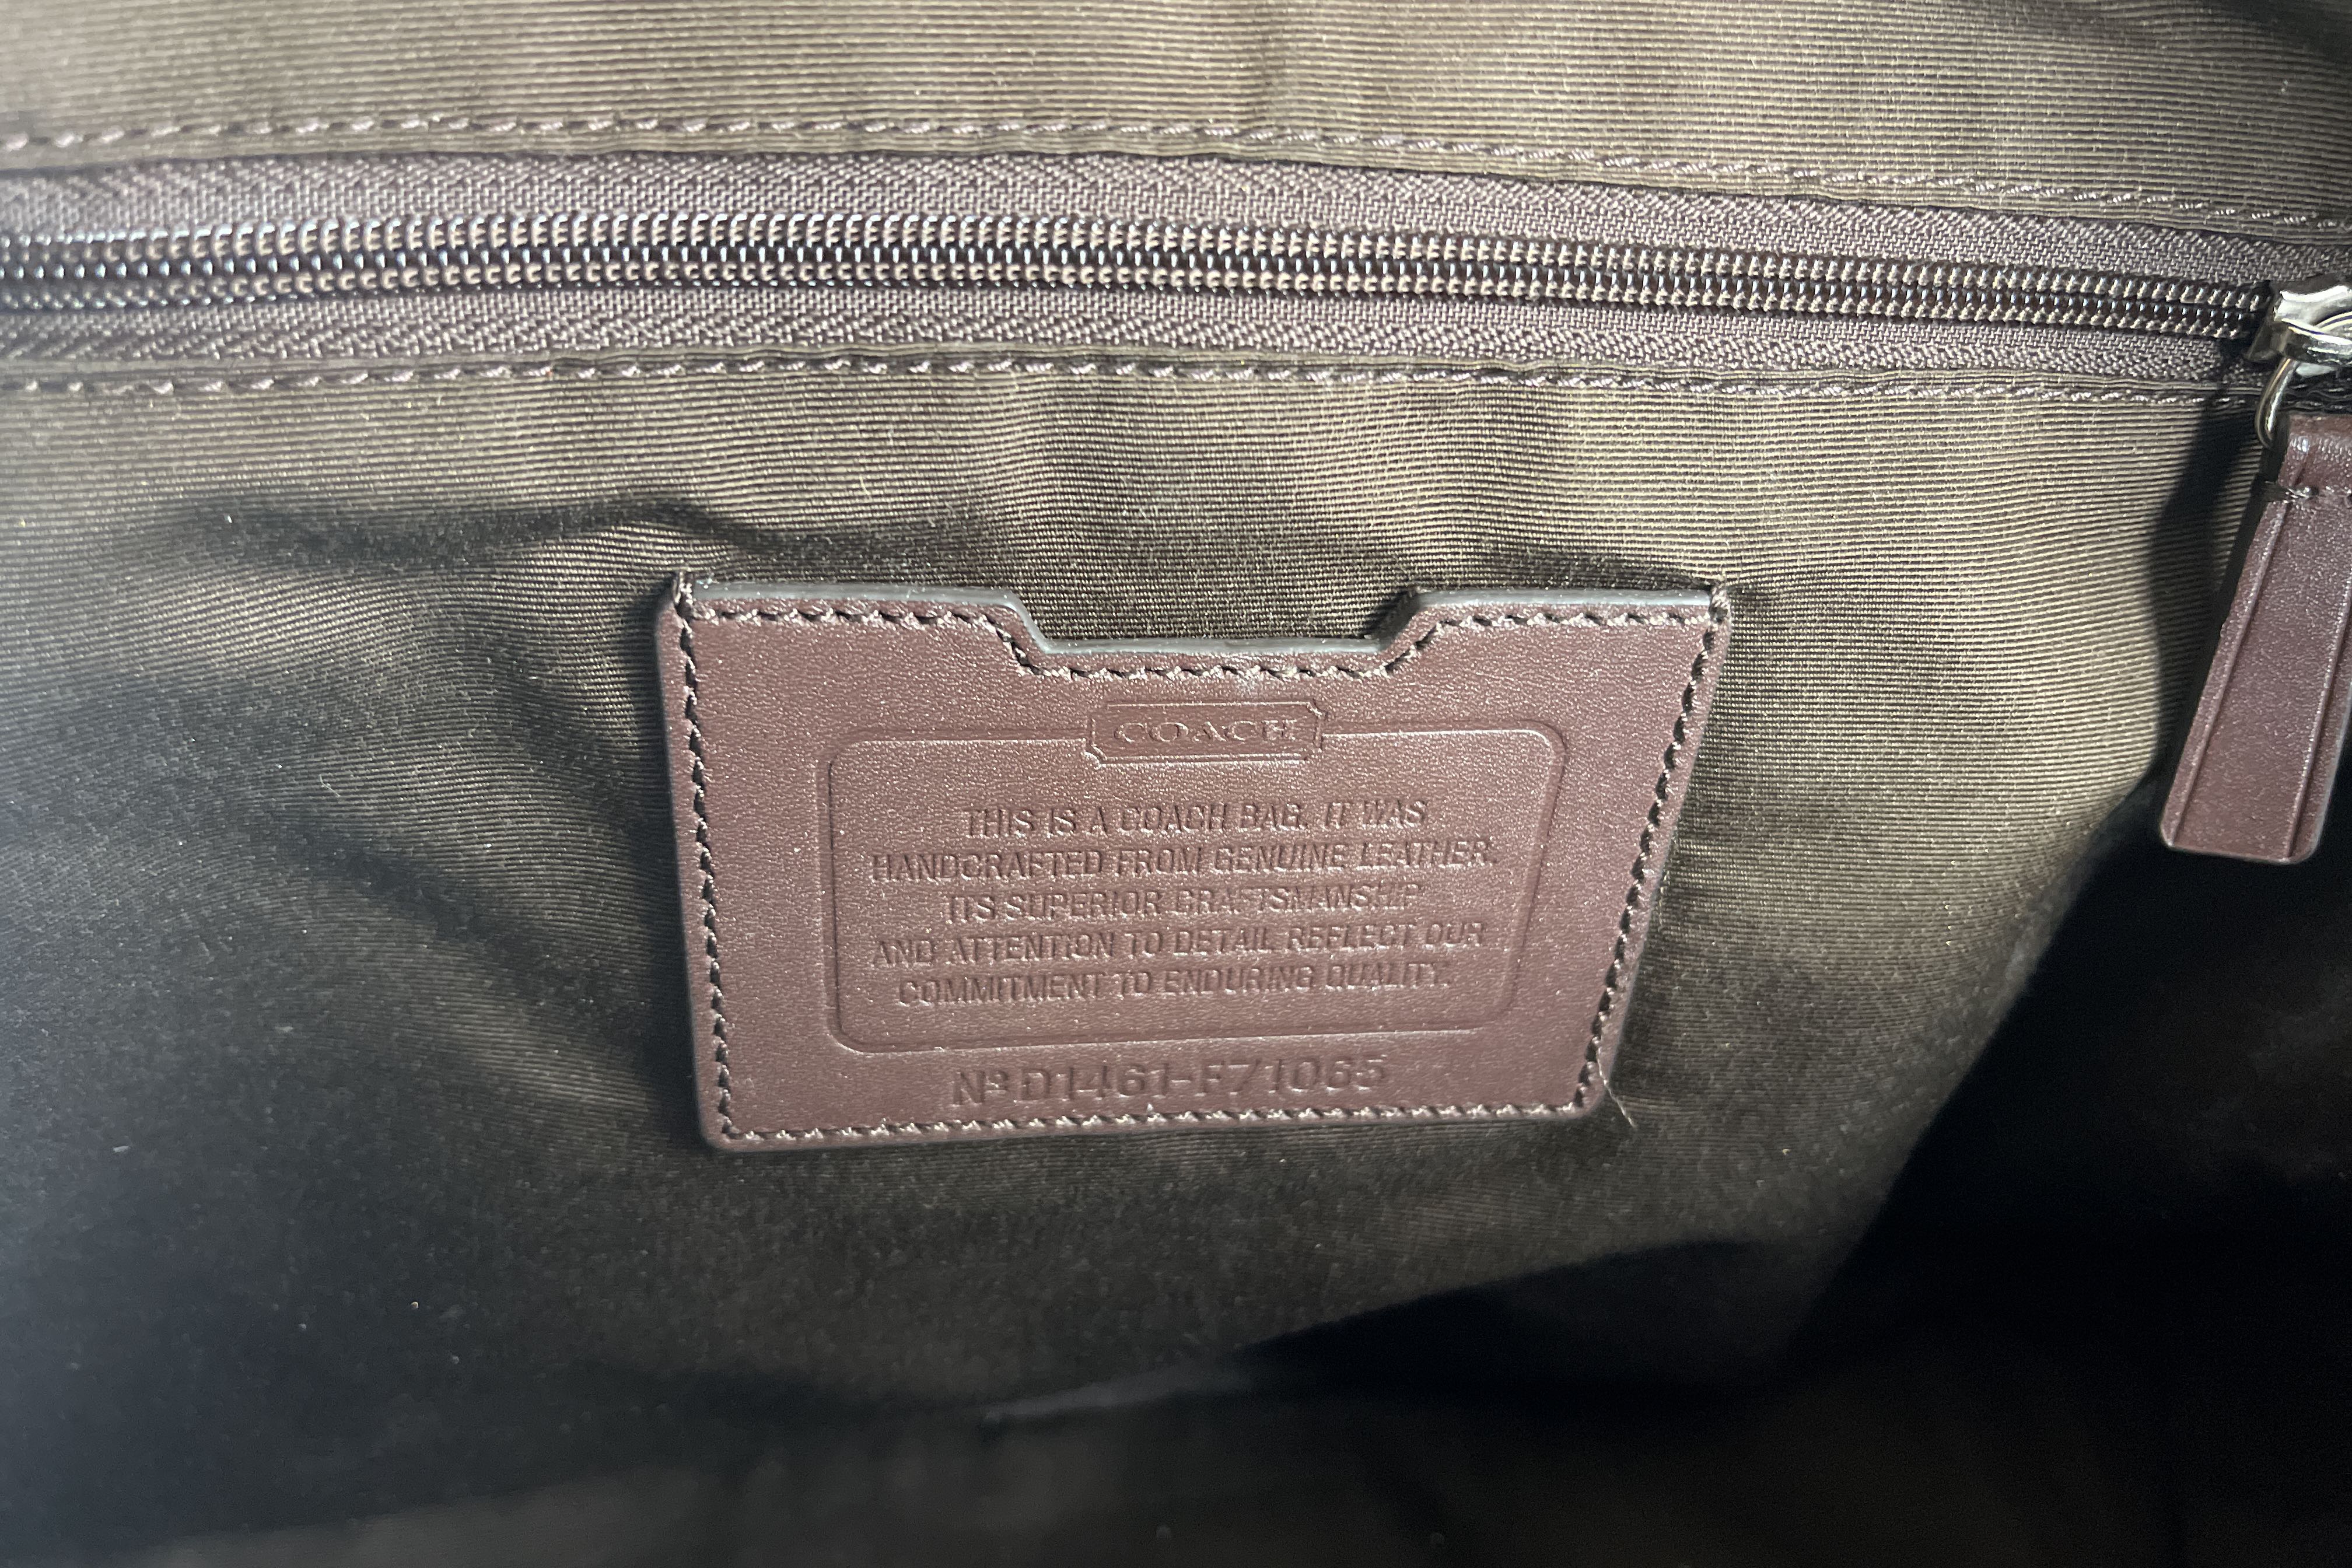 COACH
THIS IS A COACH BAG. IT WAS
HANDCRAFTED FROM GENUINE LEATHER.
ITS SUPERIOR CRAFTSMANSHIP
AND ATTENTION TO DETAIL REFLECT OUR
COMMITMENT TO ENDURING QUALITY.
Nº D1461-F71065